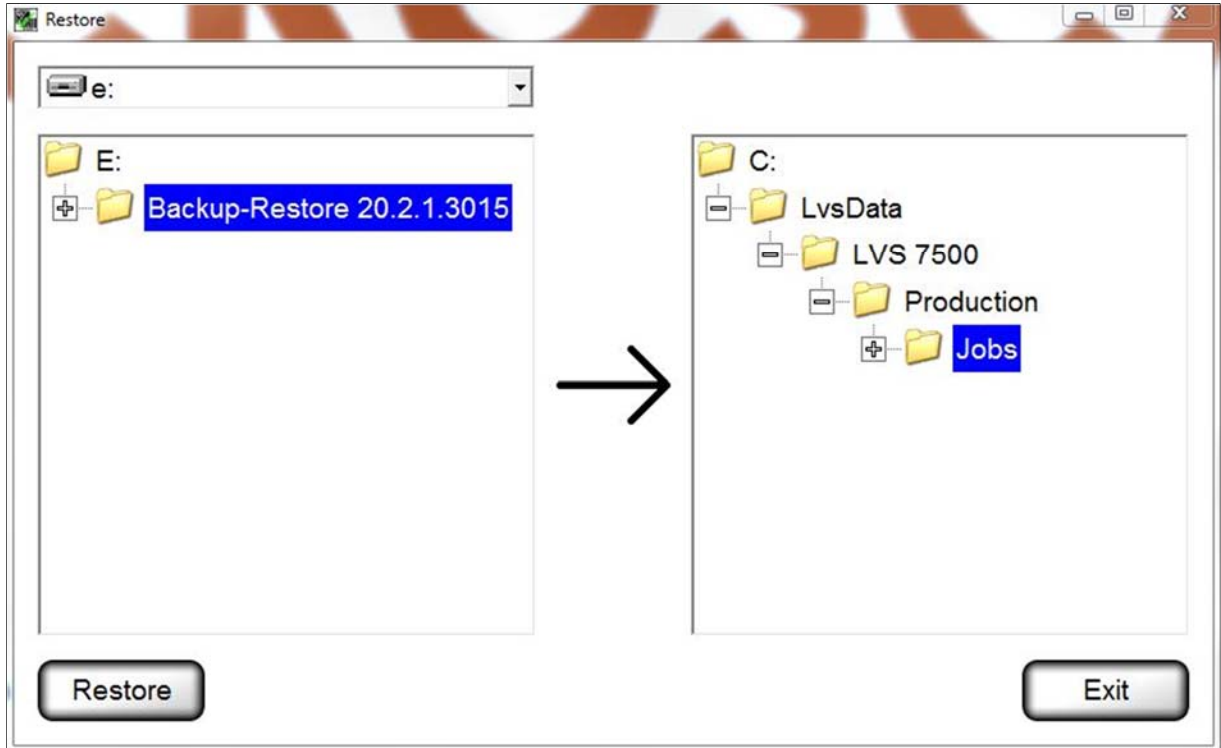 Restore
e:
E:
Backup-Restore 20.2.1.3015
C:
LvsData
LVS 7500
Production
Jobs
Restore
Exit